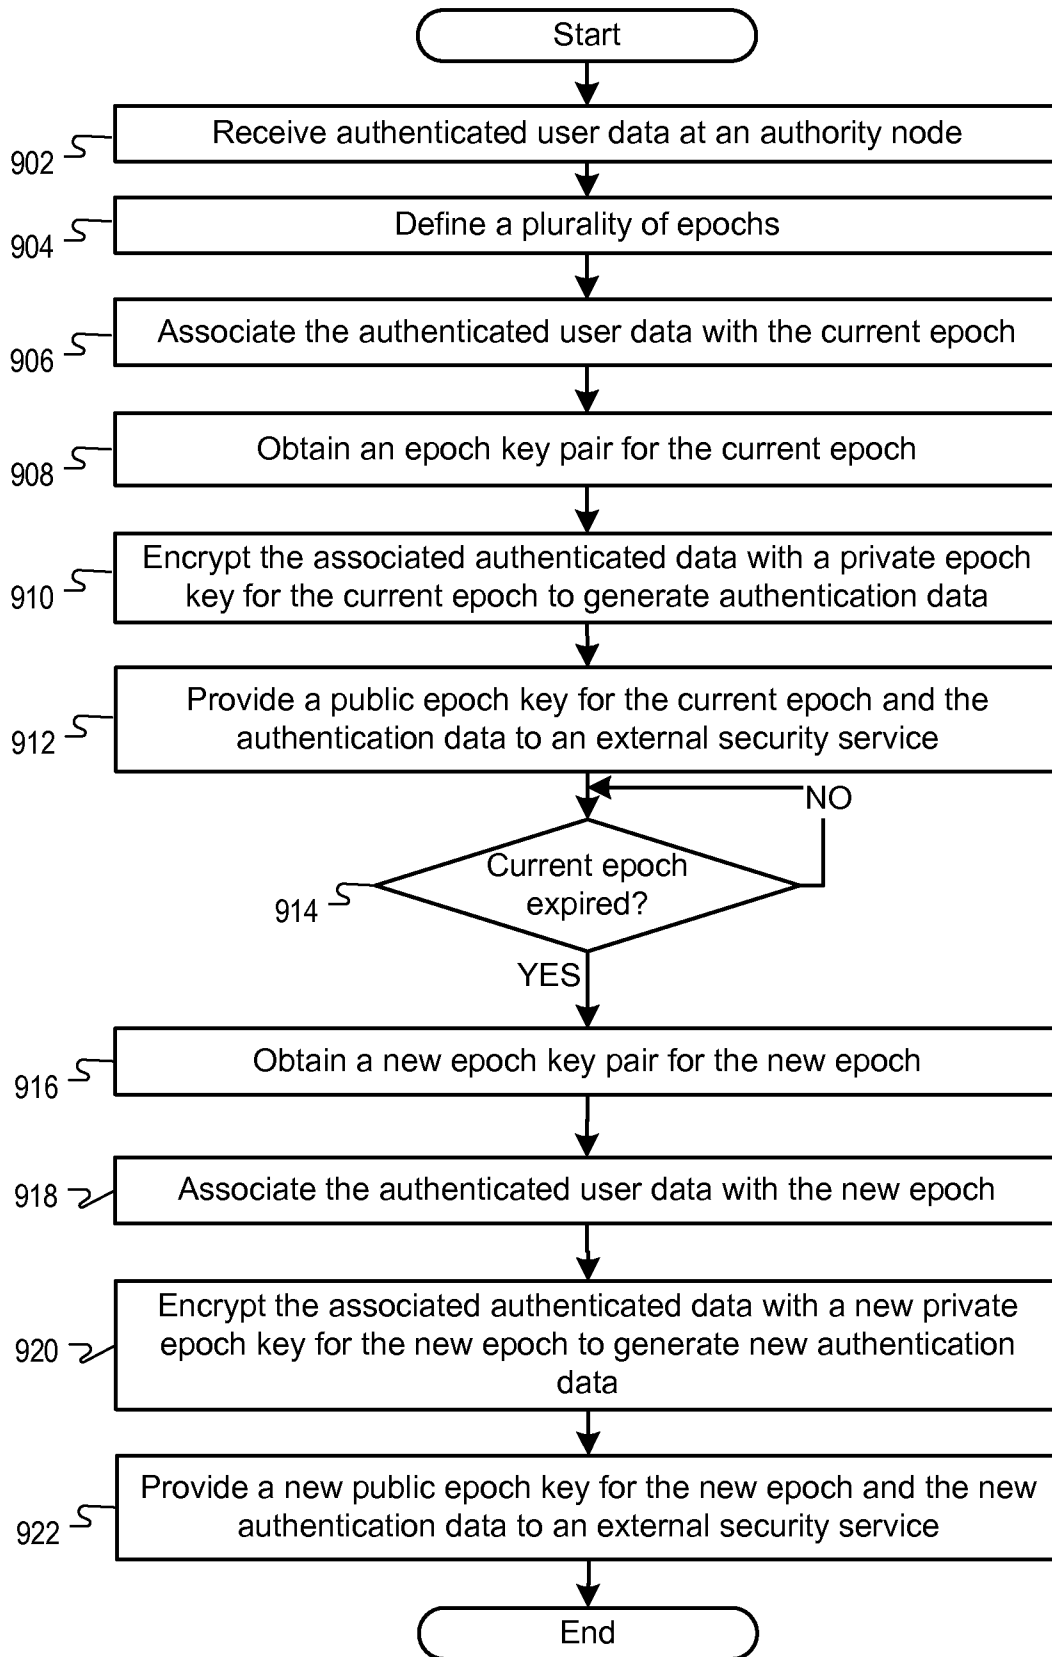 Start
902
Receive authenticated user data at an authority node
904
Define a plurality of epochs
906
Associate the authenticated user data with the current epoch
908
Obtain an epoch key pair for the current epoch
910
Encrypt the associated authenticated data with a private epoch
key for the current epoch to generate authentication data
912
Provide a public epoch key for the current epoch and the
authentication data to an external security service
NO
914
Current epoch
expired?
YES
916
Obtain a new epoch key pair for the new epoch
918
Associate the authenticated user data with the new epoch
920
Encrypt the associated authenticated data with a new private
epoch key for the new epoch to generate new authentication
data
922
Provide a new public epoch key for the new epoch and the new
authentication data to an external security service
End